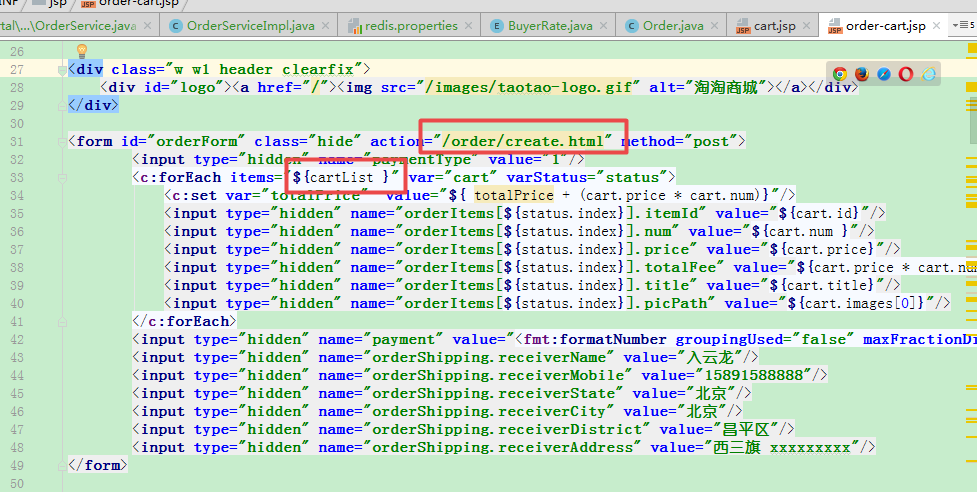 INF jsp order-cart.jsp
rtal\...\OrderService.java OrderServiceImpl.java redis.properties BuyerRate.java Order.java cart.jsp order-cart.jsp
26
27 <div class="w w1 header clearfix">
28 <div id="logo"><a href="/"><img src="/images/taotao-logo.gif" alt="淘淘商城"></a></div>
29 </div>
30
31 <form id="orderForm" class="hide" action="/order/create.html" method="post">
32 <input type="hidden" name="paymentType" value="1"/>
33 <c:forEach items="${cartList }" var="cart" varStatus="status">
34 <c:set var="totalPrice" value="${ totalPrice + (cart.price * cart.num)}"/>
35 <input type="hidden" name="orderItems[${status.index}].itemId" value="${cart.id}"/>
36 <input type="hidden" name="orderItems[${status.index}].num" value="${cart.num }"/>
37 <input type="hidden" name="orderItems[${status.index}].price" value="${cart.price}"/>
38 <input type="hidden" name="orderItems[${status.index}].totalFee" value="${cart.price * cart.nu
39 <input type="hidden" name="orderItems[${status.index}].title" value="${cart.title}"/>
40 <input type="hidden" name="orderItems[${status.index}].picPath" value="${cart.images[0]}"/>
41 </c:forEach>
42 <input type="hidden" name="payment" value="<fmt:formatNumber groupingUsed="false" maxFractionDi
43 <input type="hidden" name="orderShipping.receiverName" value="入云龙"/>
44 <input type="hidden" name="orderShipping.receiverMobile" value="15891588888"/>
45 <input type="hidden" name="orderShipping.receiverState" value="北京"/>
46 <input type="hidden" name="orderShipping.receiverCity" value="北京"/>
47 <input type="hidden" name="orderShipping.receiverDistrict" value="昌平区"/>
48 <input type="hidden" name="orderShipping.receiverAddress" value="西三旗 xxxxxxxxx"/>
49 </form>
50